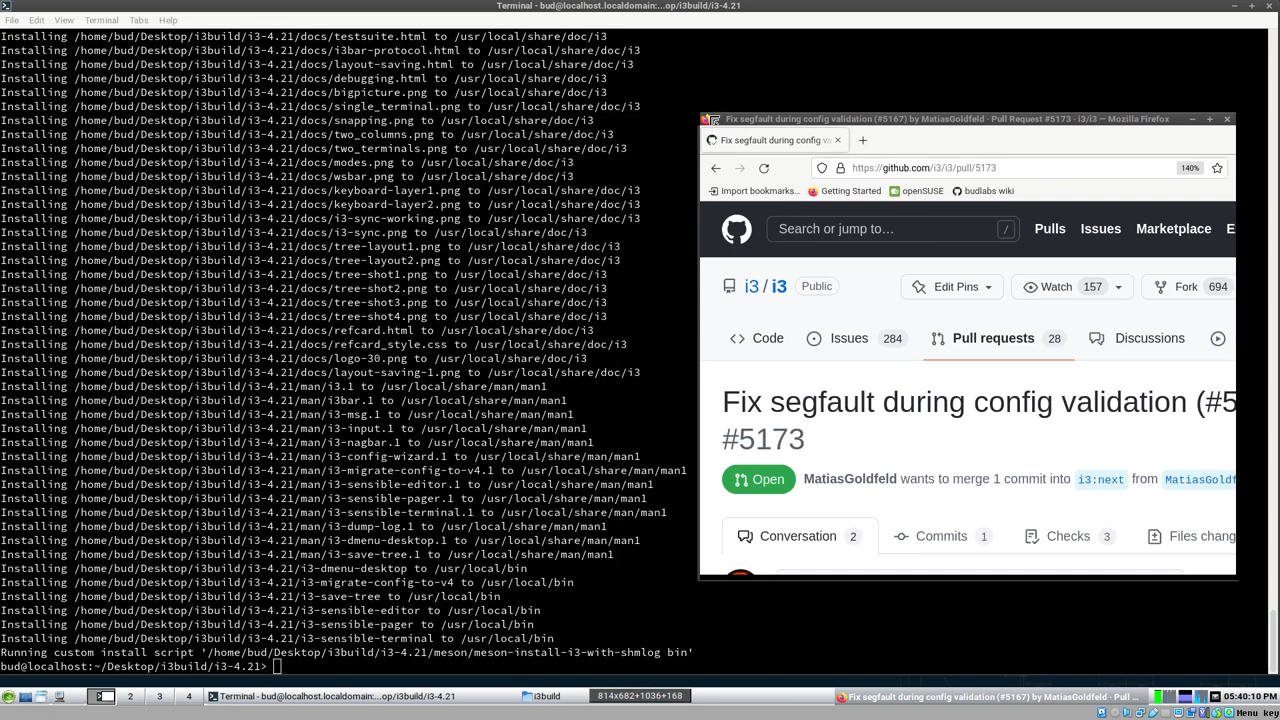 Terminal - bud@localhost.localdomain:...op/i3build/i3-4.21
File Edit View Terminal Tabs Help
Installing /home/bud/Desktop/i3build/i3-4.21/docs/testsuite.html to /usr/local/share/doc/i3
Installing /home/bud/Desktop/i3build/i3-4.21/docs/i3bar-protocol.html to /usr/local/share/doc/i3
Installing /home/bud/Desktop/i3build/i3-4.21/docs/layout-saving.html to /usr/local/share/doc/i3
Installing /home/bud/Desktop/i3build/i3-4.21/docs/debugging.html to /usr/local/share/doc/i3
Installing /home/bud/Desktop/i3build/i3-4.21/docs/bigpicture.png to /usr/local/share/doc/i3
Installing /home/bud/Desktop/i3build/i3-4.21/docs/single_terminal.png to /usr/local/share/doc/i3
Installing /home/bud/Desktop/i3build/i3-4.21/docs/snapping.png to /usr/local/share/doc/i3
Installing /home/bud/Desktop/i3build/i3-4.21/docs/two_columns.png to /usr/local/share/doc/i3
Installing /home/bud/Desktop/i3build/i3-4.21/docs/two_terminals.png to /usr/local/share/doc/i3
Installing /home/bud/Desktop/i3build/i3-4.21/docs/modes.png to /usr/local/share/doc/i3
Installing /home/bud/Desktop/i3build/i3-4.21/docs/wsbar.png to /usr/local/share/doc/i3
Installing /home/bud/Desktop/i3build/i3-4.21/docs/keyboard-layer1.png to /usr/local/share/doc/i3
Installing /home/bud/Desktop/i3build/i3-4.21/docs/keyboard-layer2.png to /usr/local/share/doc/i3
Installing /home/bud/Desktop/i3build/i3-4.21/docs/i3-sync-working.png to /usr/local/share/doc/i3
Installing /home/bud/Desktop/i3build/i3-4.21/docs/i3-sync.png to /usr/local/share/doc/i3
Installing /home/bud/Desktop/i3build/i3-4.21/docs/tree-layout1.png to /usr/local/share/doc/i3
Installing /home/bud/Desktop/i3build/i3-4.21/docs/tree-layout2.png to /usr/local/share/doc/i3
Installing /home/bud/Desktop/i3build/i3-4.21/docs/tree-shot1.png to /usr/local/share/doc/i3
Installing /home/bud/Desktop/i3build/i3-4.21/docs/tree-shot2.png to /usr/local/share/doc/i3
Installing /home/bud/Desktop/i3build/i3-4.21/docs/tree-shot3.png to /usr/local/share/doc/i3
Installing /home/bud/Desktop/i3build/i3-4.21/docs/tree-shot4.png to /usr/local/share/doc/i3
Installing /home/bud/Desktop/i3build/i3-4.21/docs/refcard.html to /usr/local/share/doc/i3
Installing /home/bud/Desktop/i3build/i3-4.21/docs/refcard_style.css to /usr/local/share/doc/i3
Installing /home/bud/Desktop/i3build/i3-4.21/docs/logo-30.png to /usr/local/share/doc/i3
Installing /home/bud/Desktop/i3build/i3-4.21/docs/layout-saving-1.png to /usr/local/share/doc/i3
Installing /home/bud/Desktop/i3build/i3-4.21/man/i3.1 to /usr/local/share/man/man1
Installing /home/bud/Desktop/i3build/i3-4.21/man/i3bar.1 to /usr/local/share/man/man1
Installing /home/bud/Desktop/i3build/i3-4.21/man/i3-msg.1 to /usr/local/share/man/man1
Installing /home/bud/Desktop/i3build/i3-4.21/man/i3-input.1 to /usr/local/share/man/man1
Installing /home/bud/Desktop/i3build/i3-4.21/man/i3-nagbar.1 to /usr/local/share/man/man1
Installing /home/bud/Desktop/i3build/i3-4.21/man/i3-config-wizard.1 to /usr/local/share/man/man1
Installing /home/bud/Desktop/i3build/i3-4.21/man/i3-migrate-config-to-v4.1 to /usr/local/share/man/man1
Installing /home/bud/Desktop/i3build/i3-4.21/man/i3-sensible-editor.1 to /usr/local/share/man/man1
Installing /home/bud/Desktop/i3build/i3-4.21/man/i3-sensible-pager.1 to /usr/local/share/man/man1
Installing /home/bud/Desktop/i3build/i3-4.21/man/i3-sensible-terminal.1 to /usr/local/share/man/man1
Installing /home/bud/Desktop/i3build/i3-4.21/man/i3-dump-log.1 to /usr/local/share/man/man1
Installing /home/bud/Desktop/i3build/i3-4.21/man/i3-dmenu-desktop.1 to /usr/local/share/man/man1
Installing /home/bud/Desktop/i3build/i3-4.21/man/i3-save-tree.1 to /usr/local/share/man/man1
Installing /home/bud/Desktop/i3build/i3-4.21/i3-dmenu-desktop to /usr/local/bin
Installing /home/bud/Desktop/i3build/i3-4.21/i3-migrate-config-to-v4 to /usr/local/bin
Installing /home/bud/Desktop/i3build/i3-4.21/i3-save-tree to /usr/local/bin
Installing /home/bud/Desktop/i3build/i3-4.21/i3-sensible-editor to /usr/local/bin
Installing /home/bud/Desktop/i3build/i3-4.21/i3-sensible-pager to /usr/local/bin
Installing /home/bud/Desktop/i3build/i3-4.21/i3-sensible-terminal to /usr/local/bin
Running custom install script '/home/bud/Desktop/i3build/i3-4.21/meson/meson-install-i3-with-shmlog bin'
bud@localhost:~/Desktop/i3build/i3-4.21>
Fix segfault during config validation (#5167) by MatiasGoldfeld · Pull Request #5173 · i3/i3 — Mozilla Firefox
Fix segfault during config va
https://github.com/i3/i3/pull/5173 140%
Import bookmarks... Getting Started openSUSE budlabs wiki
Search or jump to... / Pulls Issues Marketplace E
i3 / i3 Public Edit Pins Watch 157 Fork 694
Code Issues 284 Pull requests 28 Discussions
Fix segfault during config validation (#5
#5173
Open MatiasGoldfeld wants to merge 1 commit into i3:next from MatiasGoldf
Conversation 2 Commits 1 Checks 3 Files chang
2 3 4 Terminal - bud@localhost.localdomain:...op/i3build/i3-4.21 i3build 814x682+1036+168 Fix segfault during config validation (#5167) by MatiasGoldfeld · Pull ... 05:40:10 PM
Menu key